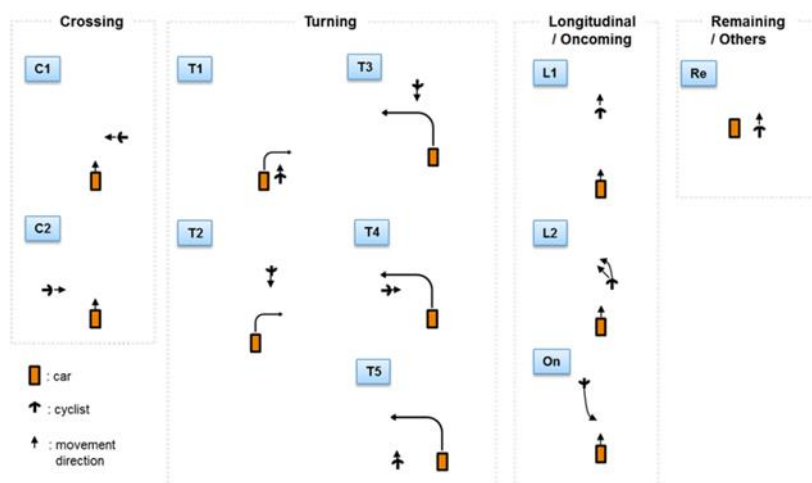 Crossing
Turning
Longitudinal
/ Oncoming
Remaining
/ Others
C1
T1
T3
L1
Re
C2
T2
T4
L2
T5
On
: car
: cyclist
: movement
direction